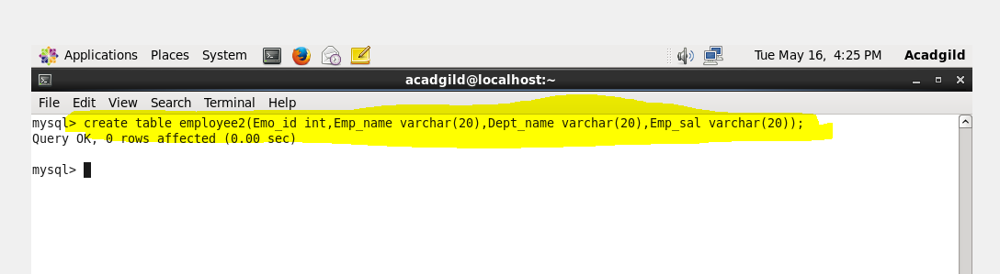 Applications Places System Tue May 16, 4:25 PM Acadgild
acadgild@localhost:~
File Edit View Search Terminal Help
mysql> create table employee2(Emo_id int,Emp_name varchar(20),Dept_name varchar(20),Emp_sal varchar(20));
Query OK, 0 rows affected (0.00 sec)
mysql>